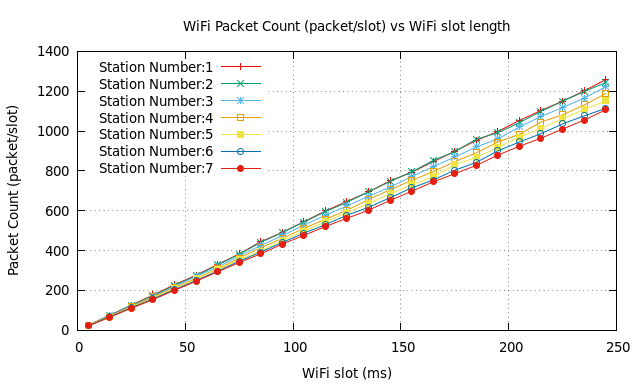 WiFi Packet Count (packet/slot) vs WiFi slot length
1400
1200
1000
800
600
400
200
0
Packet Count (packet/slot)
Station Number:1
Station Number:2
Station Number:3
Station Number:4
Station Number:5
Station Number:6
Station Number:7
0 50 100 150 200 250
WiFi slot (ms)